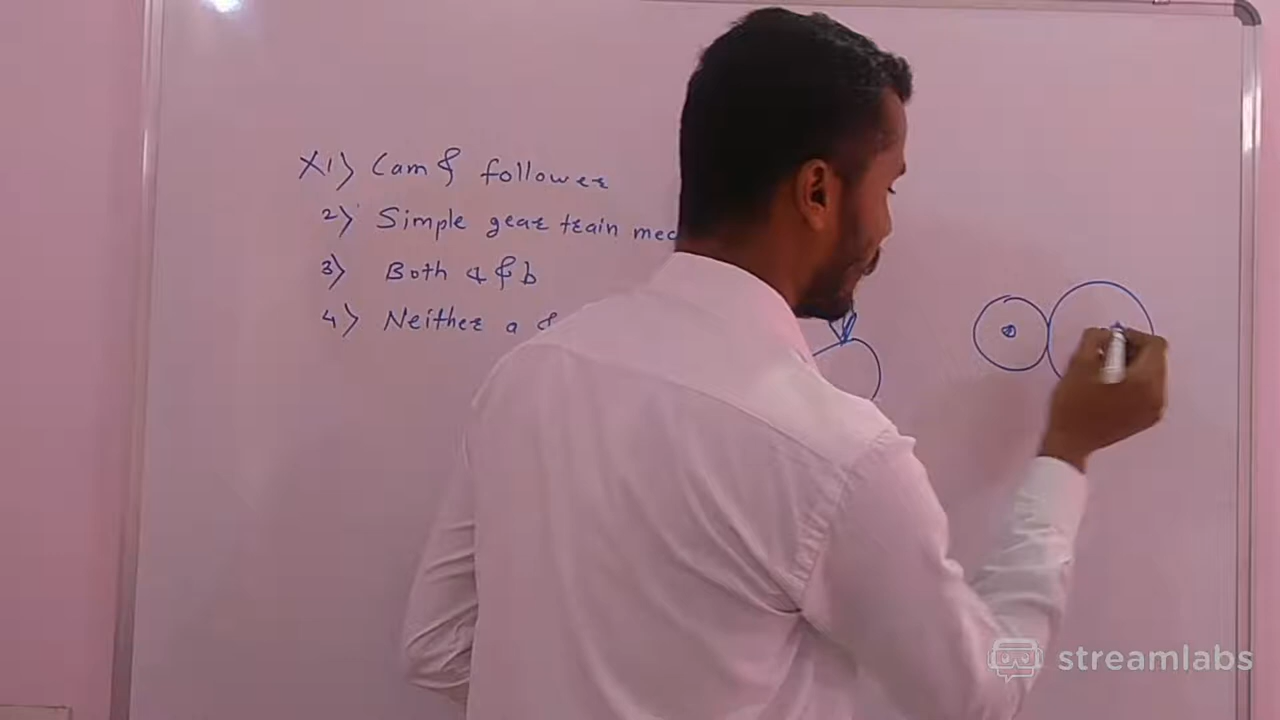 X1) Cam & follower
2) Simple gear train mec
3) Both a & b
4) Neither a &
streamlabs